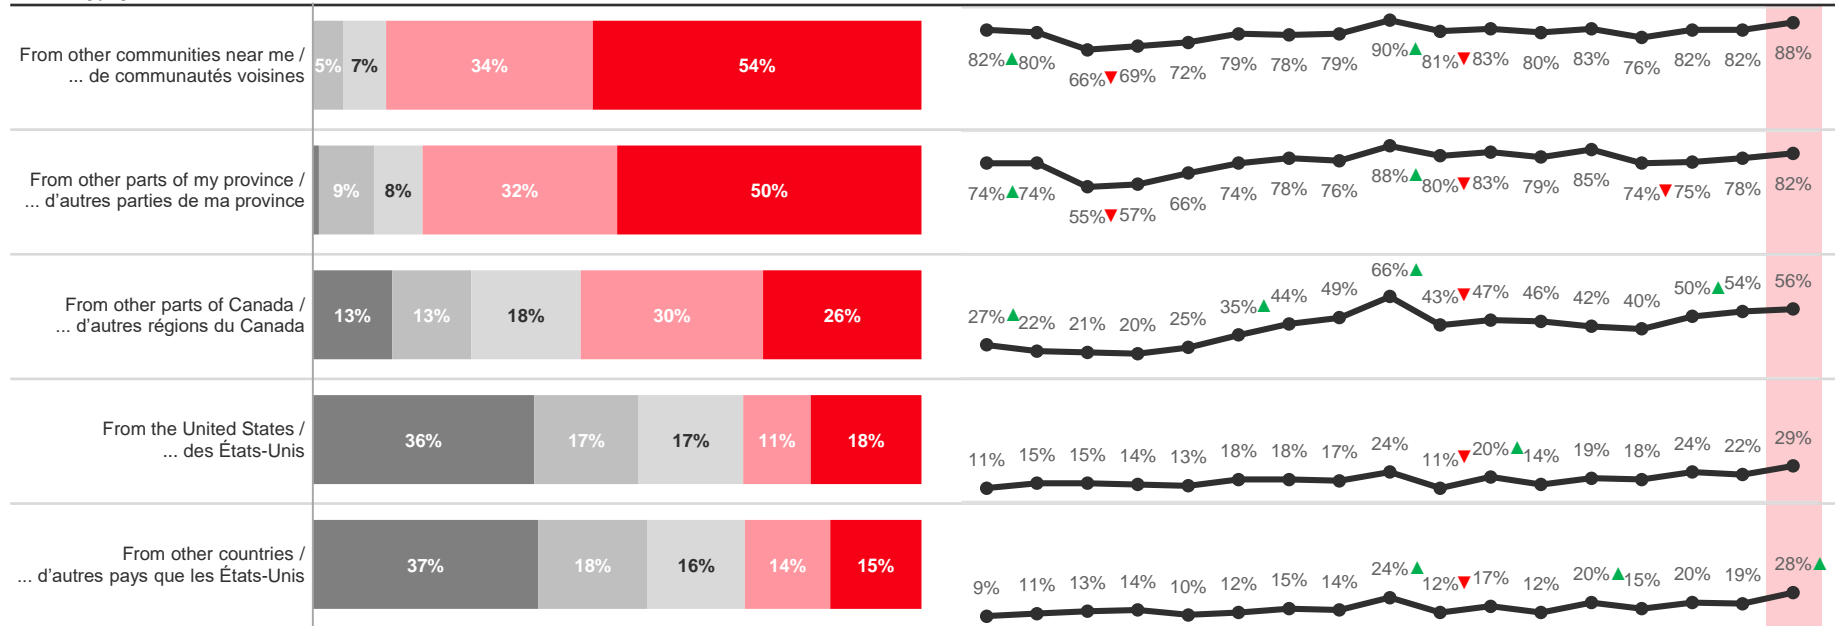 From other communities near me /
... de communautés voisines
5% 7% 34% 54%
82% 80% 66% 69% 72% 79% 78% 79% 90% 81% 83% 80% 83% 76% 82% 82% 88%
From other parts of my province /
... d'autres parties de ma province
9% 8% 32% 50%
74% 74% 55% 57% 66% 74% 78% 76% 88% 80% 83% 79% 85% 74% 75% 78% 82%
From other parts of Canada /
... d'autres régions du Canada
13% 13% 18% 30% 26%
27% 22% 21% 20% 25% 35% 44% 49% 66% 43% 47% 46% 42% 40% 50% 54% 56%
From the United States /
... des États-Unis
36% 17% 17% 11% 18%
11% 15% 15% 14% 13% 18% 18% 17% 24% 11% 20% 14% 19% 18% 24% 22% 29%
From other countries /
... d'autres pays que les États-Unis
37% 18% 16% 14% 15%
9% 11% 13% 14% 10% 12% 15% 14% 24% 12% 17% 12% 20% 15% 20% 19% 28%